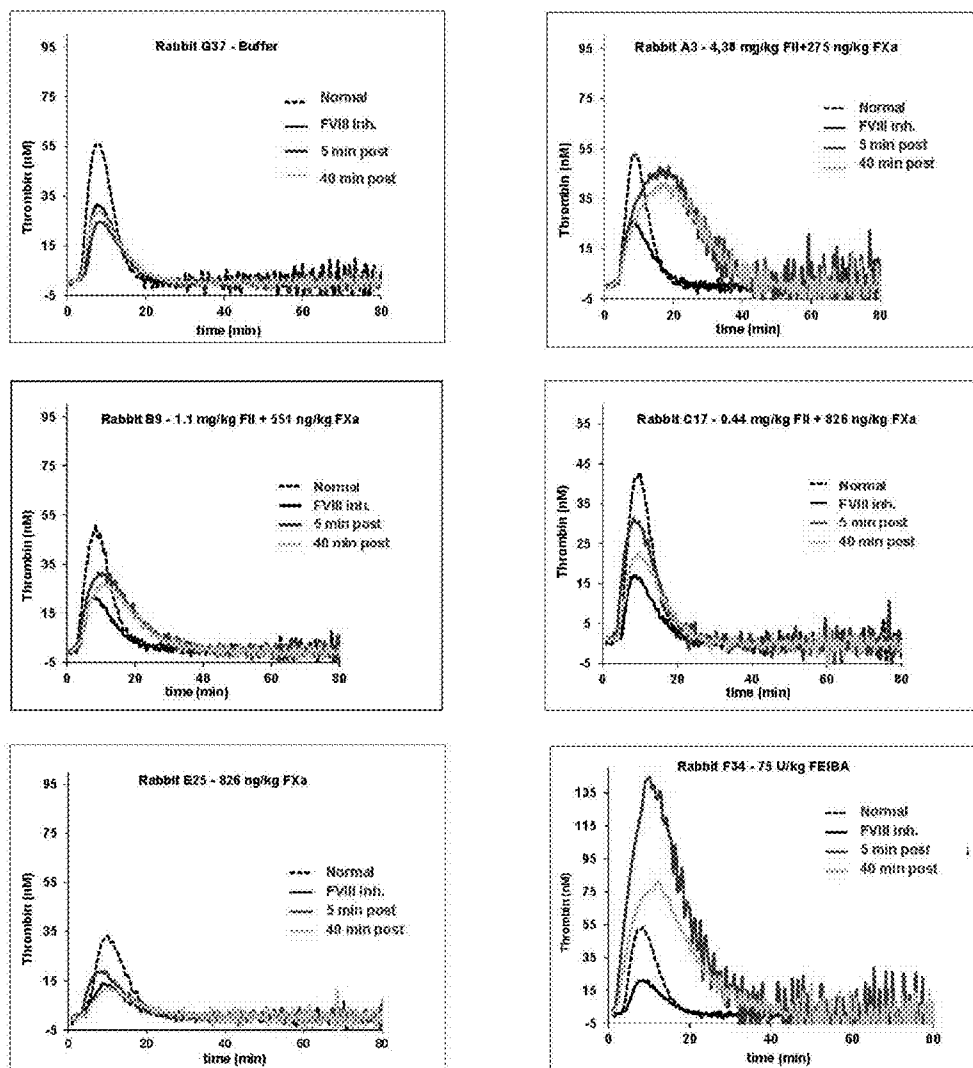 Rabbit G37 - Buffer
95
75
55
35
15
-5
Thrombin (nM)
Normal
FVIII inh.
5 min post
40 min post
0 20 40 60 80
time (min)
Rabbit A3 - 4,38 mg/kg FII+275 ng/kg FXa
95
75
55
35
15
-5
Thrombin (nM)
Normal
FVIII inh.
5 min post
40 min post
0 20 40 60 80
time (min)
Rabbit B9 - 1.1 mg/kg FII + 551 ng/kg FXa
95
75
55
35
15
-5
Thrombin (nM)
Normal
FVIII inh.
5 min post
40 min post
0 20 40 60 80
time (min)
Rabbit C17 - 0.44 mg/kg FII + 826 ng/kg FXa
55
45
35
25
15
5
-5
Thrombin (nM)
Normal
FVIII inh.
5 min post
40 min post
0 20 40 60 80
time (min)
Rabbit E25 - 826 ng/kg FXa
95
75
55
35
15
-5
Thrombin (nM)
Normal
FVIII inh.
5 min post
40 min post
0 20 40 60 80
time (min)
Rabbit F34 - 75 U/kg FEIBA
135
115
95
75
55
35
15
-5
Thrombin (nM)
Normal
FVIII inh.
5 min post
40 min post
0 20 40 60 80
time (min)